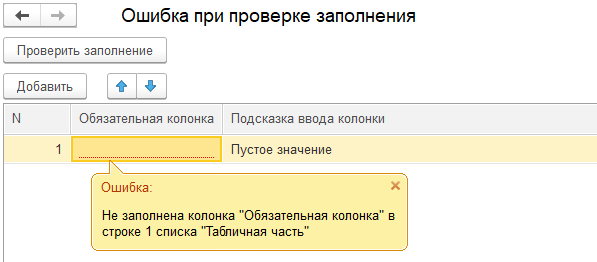 Ошибка при проверке заполнения
Проверить заполнение
Добавить
N Обязательная колонка Подсказка ввода колонки
1 Пустое значение
Ошибка:
Не заполнена колонка "Обязательная колонка" в
строке 1 списка "Табличная часть"